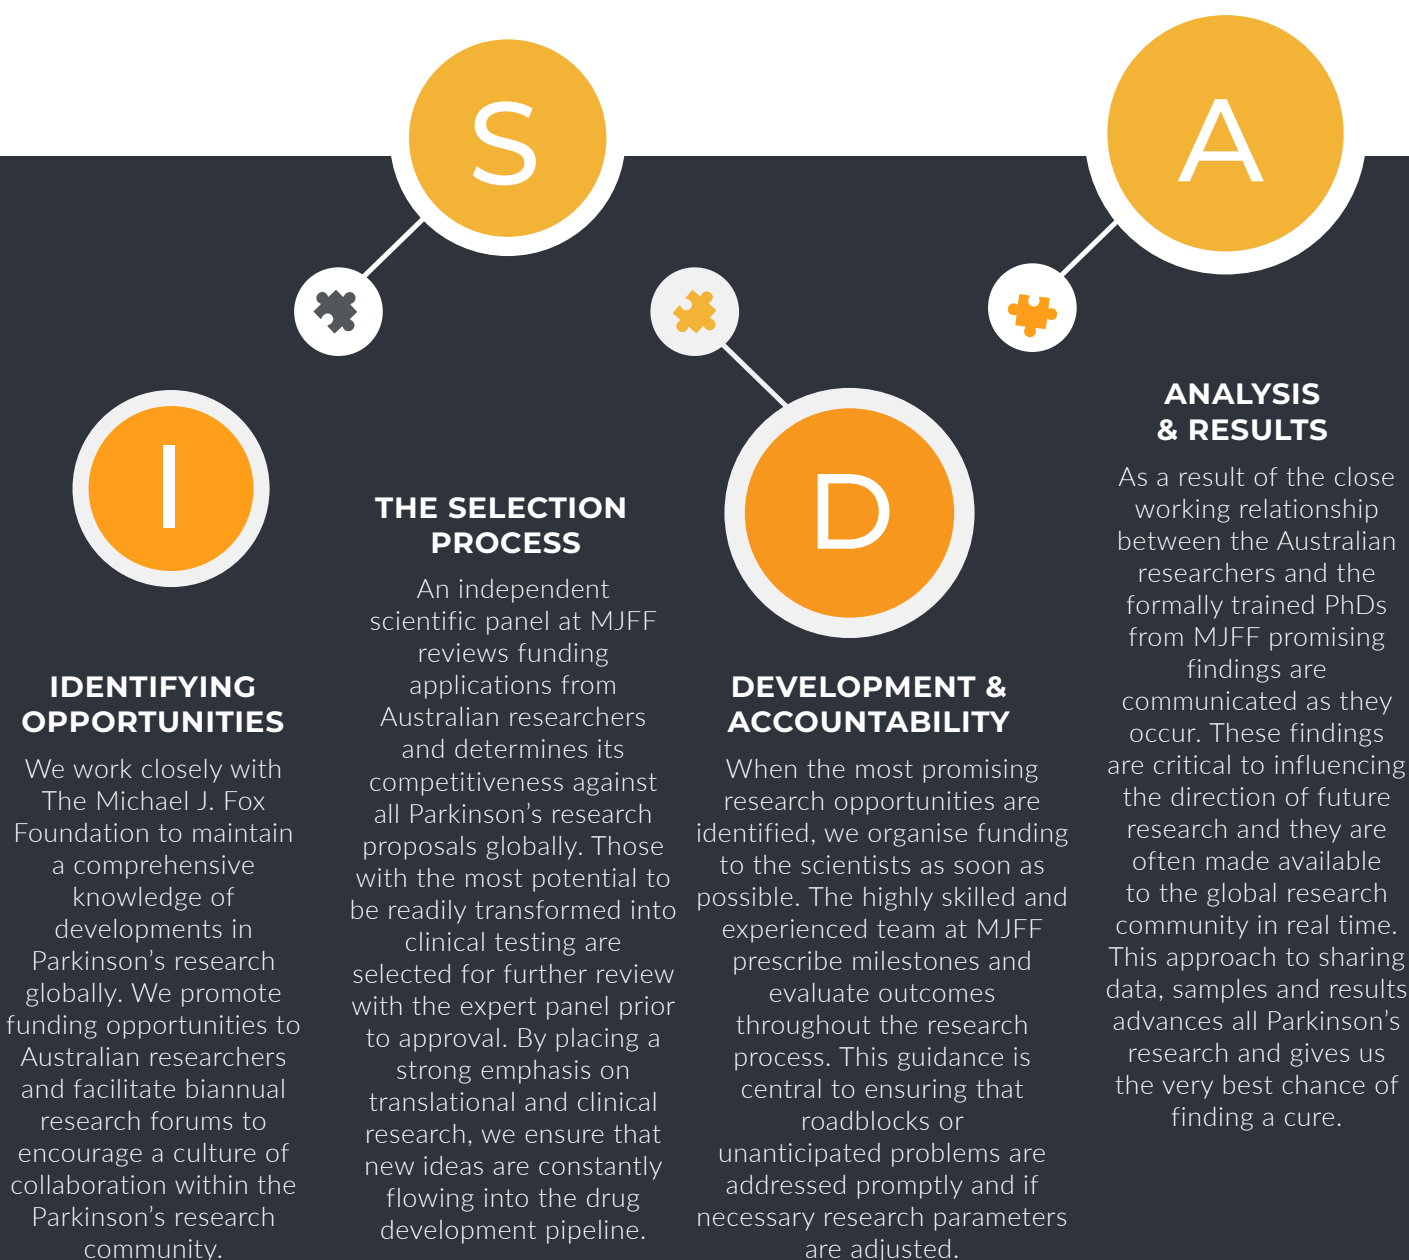 I
IDENTIFYING
OPPORTUNITIES
We work closely with
The Michael J. Fox
Foundation to maintain
a comprehensive
knowledge of
developments in
Parkinson’s research
globally. We promote
funding opportunities to
Australian researchers
and facilitate biannual
research forums to
encourage a culture of
collaboration within the
Parkinson’s research
community.
S
THE SELECTION
PROCESS
An independent
scientific panel at MJFF
reviews funding
applications from
Australian researchers
and determines its
competitiveness against
all Parkinson’s research
proposals globally. Those
with the most potential to
be readily transformed into
clinical testing are
selected for further review
with the expert panel prior
to approval. By placing a
strong emphasis on
translational and clinical
research, we ensure that
new ideas are constantly
flowing into the drug
development pipeline.
D
DEVELOPMENT &
ACCOUNTABILITY
When the most promising
research opportunities are
identified, we organise funding
to the scientists as soon as
possible. The highly skilled and
experienced team at MJFF
prescribe milestones and
evaluate outcomes
throughout the research
process. This guidance is
central to ensuring that
roadblocks or
unanticipated problems are
addressed promptly and if
necessary research parameters
are adjusted.
A
ANALYSIS
& RESULTS
As a result of the close
working relationship
between the Australian
researchers and the
formally trained PhDs
from MJFF promising
findings are
communicated as they
occur. These findings
are critical to influencing
the direction of future
research and they are
often made available
to the global research
community in real time.
This approach to sharing
data, samples and results
advances all Parkinson’s
research and gives us
the very best chance of
finding a cure.